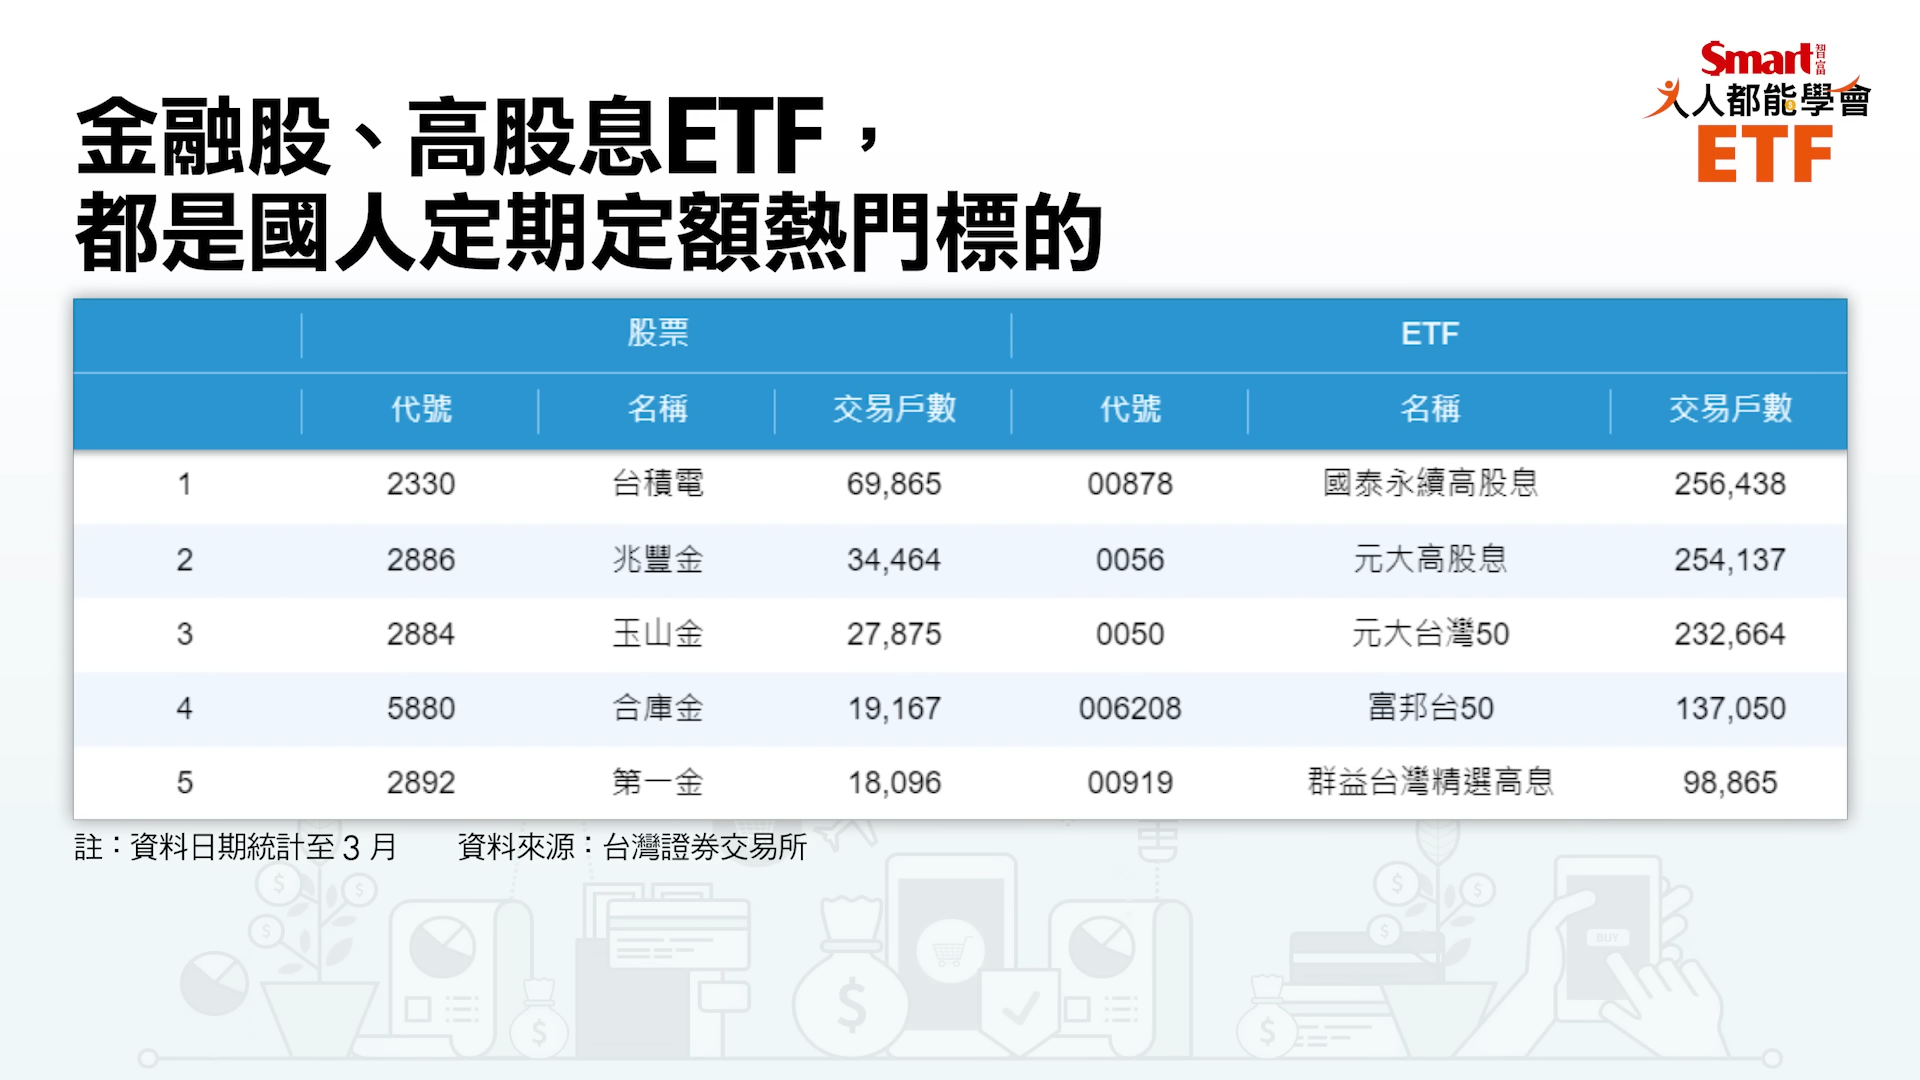 Smart智富
人人都能學會
ETF
金融股、高股息ETF，
都是國人定期定額熱門標的
股票 ETF
代號 名稱 交易戶數 代號 名稱 交易戶數
1 2330 台積電 69,865 00878 國泰永續高股息 256,438
2 2886 兆豐金 34,464 0056 元大高股息 254,137
3 2884 玉山金 27,875 0050 元大台灣50 232,664
4 5880 合庫金 19,167 006208 富邦台50 137,050
5 2892 第一金 18,096 00919 群益台灣精選高息 98,865
註：資料日期統計至 3 月 資料來源：台灣證券交易所
BUY